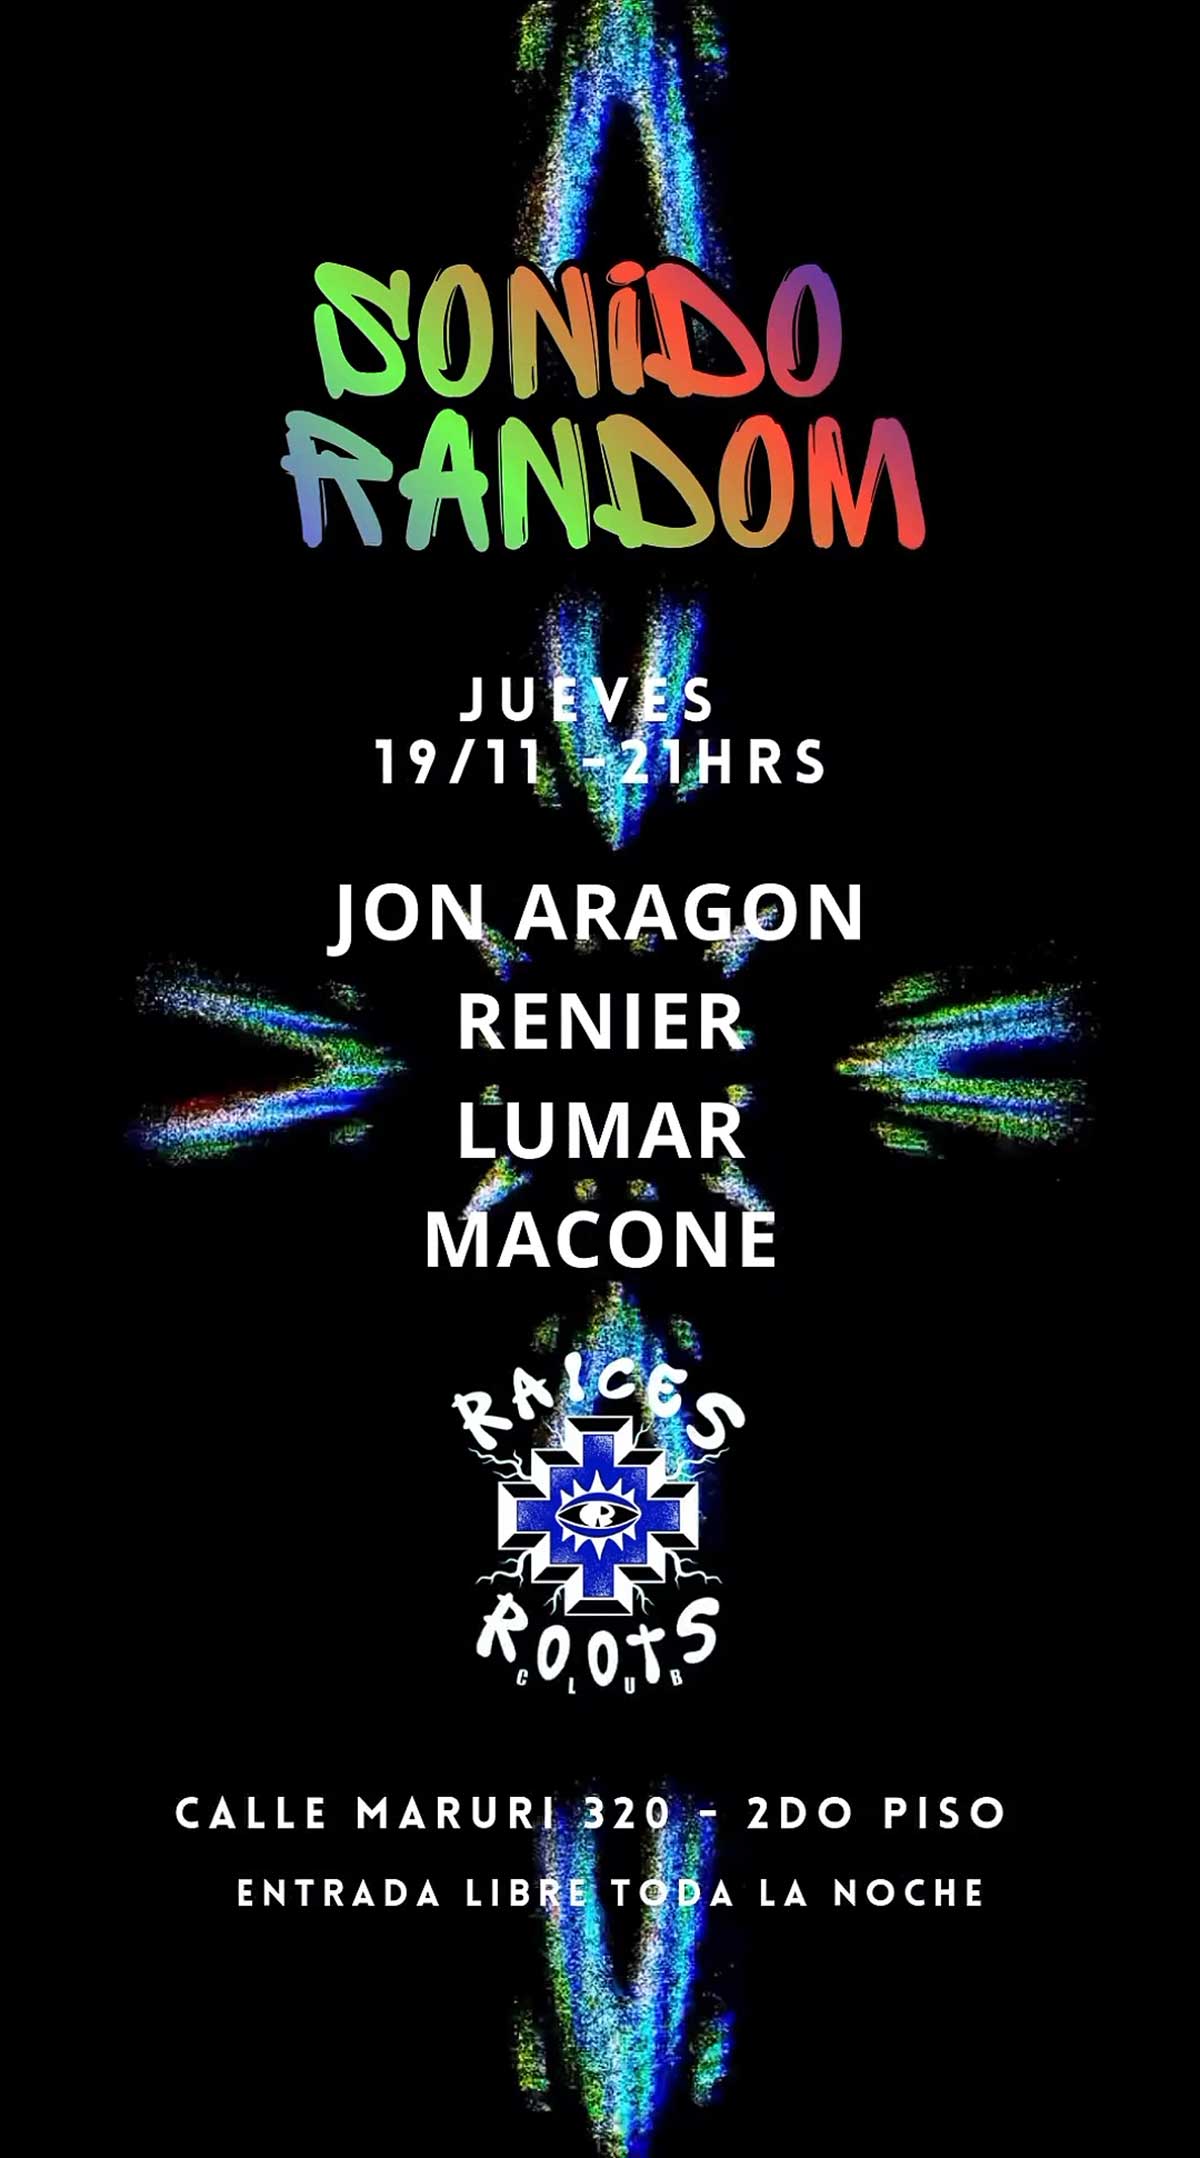 SONIDO
RANDOM
JUEVES
19/11 -21HRS
JON ARAGON
RENIER
LUMAR
MACONE
RAICES
R
ROOTS
CLUB
CALLE MARURI 320 - 2DO PISO
ENTRADA LIBRE TODA LA NOCHE